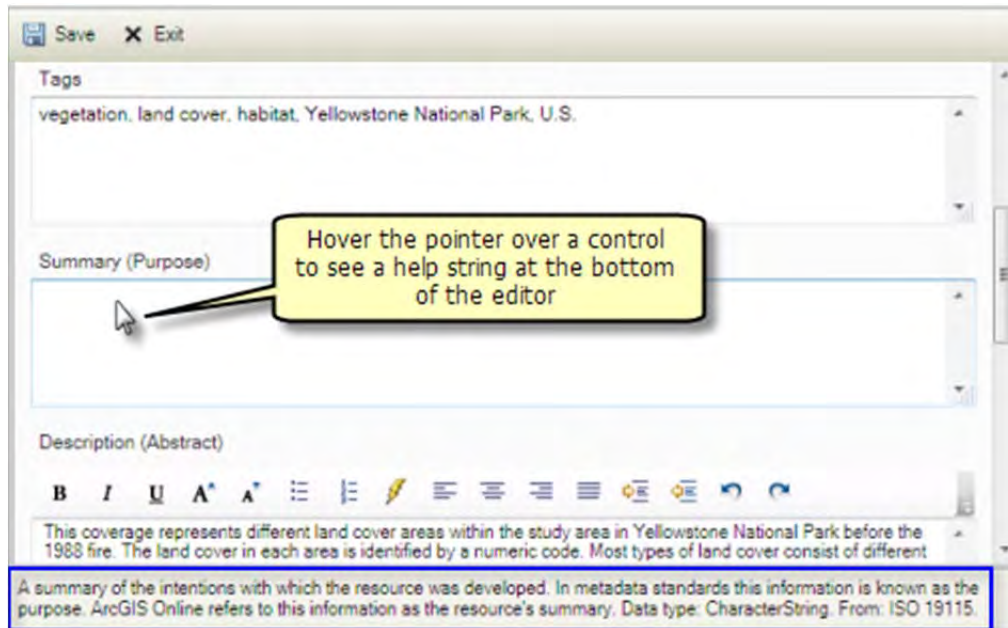 Save Exit
Tags
vegetation, land cover, habitat, Yellowstone National Park, U.S.
Hover the pointer over a control
to see a help string at the bottom
of the editor
Summary (Purpose)
Description (Abstract)
B I U A A
This coverage represents different land cover areas within the study area in Yellowstone National Park before the
1988 fire. The land cover in each area is identified by a numeric code. Most types of land cover consist of different
A summary of the intentions with which the resource was developed. In metadata standards this information is known as the
purpose. ArcGIS Online refers to this information as the resource's summary. Data type: CharacterString. From: ISO 19115.